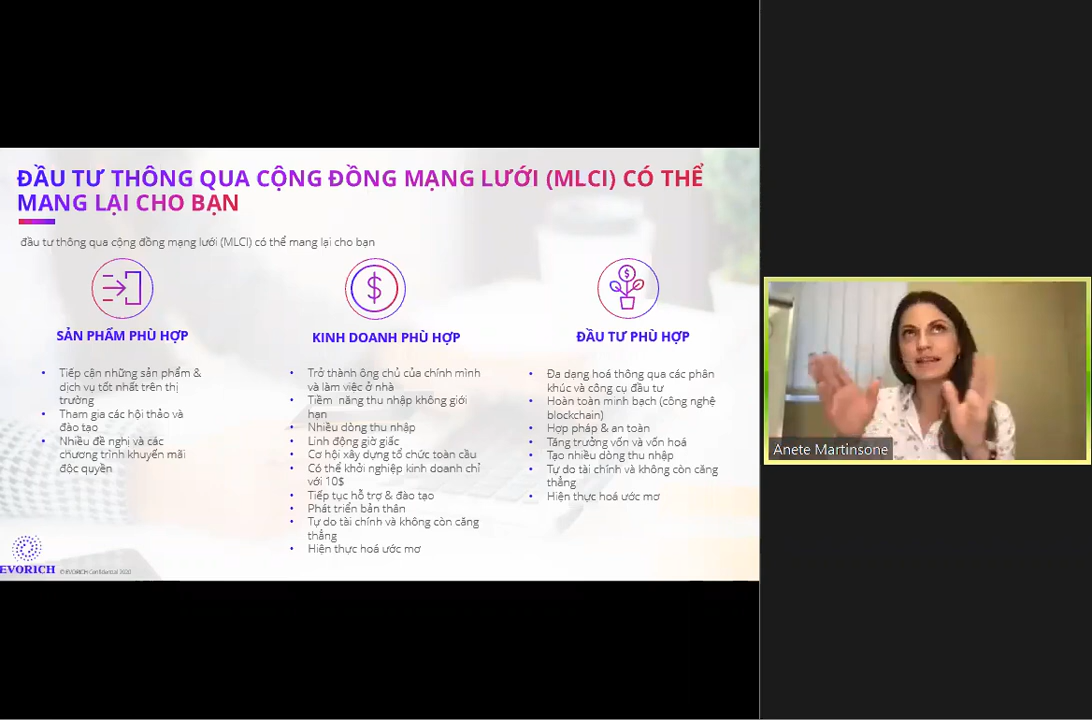 ĐẦU TƯ THÔNG QUA CỘNG ĐỒNG MẠNG LƯỚI (MLCI) CÓ THỂ
MANG LẠI CHO BẠN
đầu tư thông qua cộng đồng mạng lưới (MLCI) có thể mang lại cho bạn
SẢN PHẨM PHÙ HỢP
• Tiếp cận những sản phẩm &
dịch vụ tốt nhất trên thị
trường
• Tham gia các hội thảo và
đào tạo
• Nhiều đề nghị và các
chương trình khuyến mãi
độc quyền
KINH DOANH PHÙ HỢP
• Trở thành ông chủ của chính mình
và làm việc ở nhà
• Tiềm năng thu nhập không giới
hạn
• Nhiều dòng thu nhập
• Linh động giờ giấc
• Cơ hội xây dựng tổ chức toàn cầu
• Có thể khởi nghiệp kinh doanh chỉ
với 10$
• Tiếp tục hỗ trợ & đào tạo
• Phát triển bản thân
• Tự do tài chính và không còn căng
thẳng
• Hiện thực hoá ước mơ
ĐẦU TƯ PHÙ HỢP
• Đa dạng hoá thông qua các phân
khúc và công cụ đầu tư
• Hoàn toàn minh bạch (công nghệ
blockchain)
• Hợp pháp & an toàn
• Tăng trưởng vốn và vốn hoá
• Tạo nhiều dòng thu nhập
• Tự do tài chính và không còn căng
thẳng
• Hiện thực hoá ước mơ
EVORICH
© EVORICH Confidential 2020
Anete Martinsone